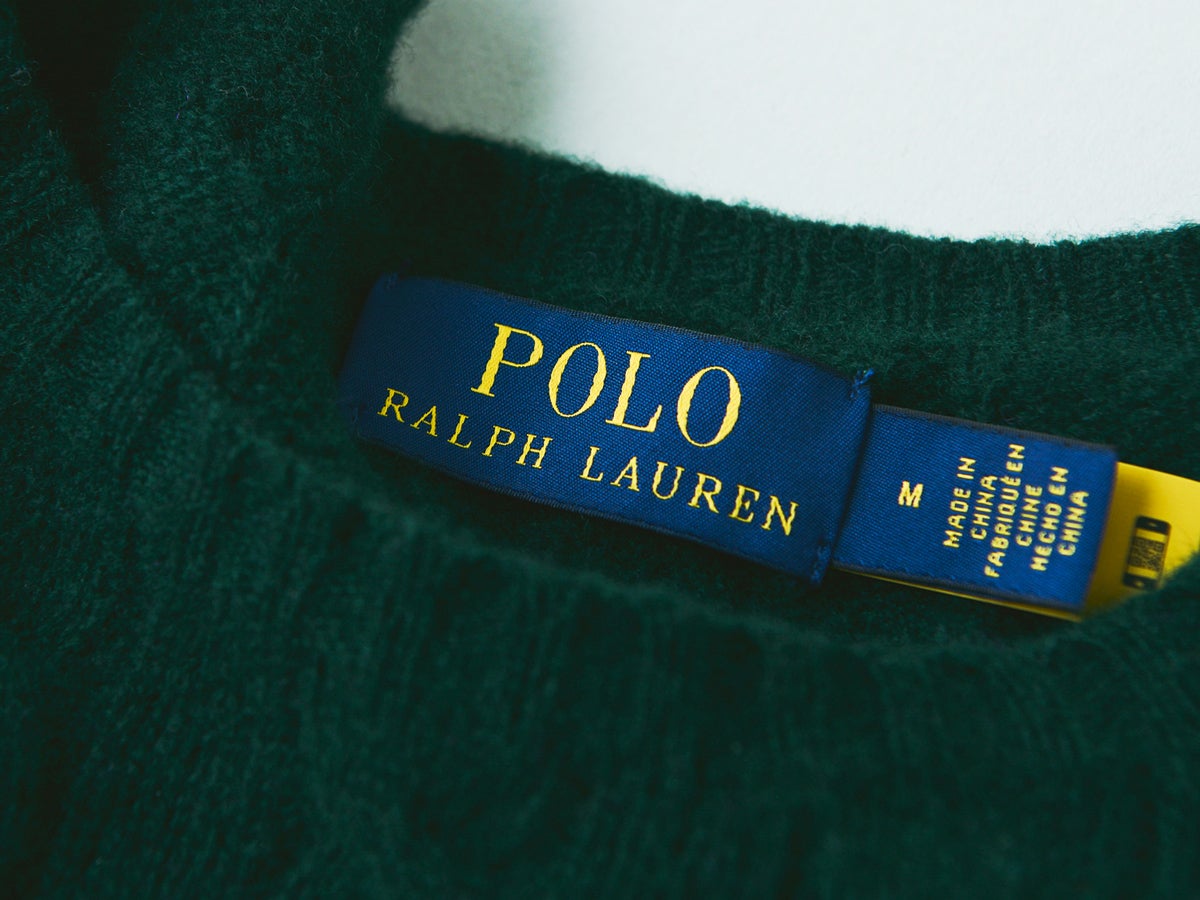 POLO
RALPH LAUREN
M
MADE IN
CHINA
FABRIQUÉ EN
CHINE
HECHO EN
CHINA